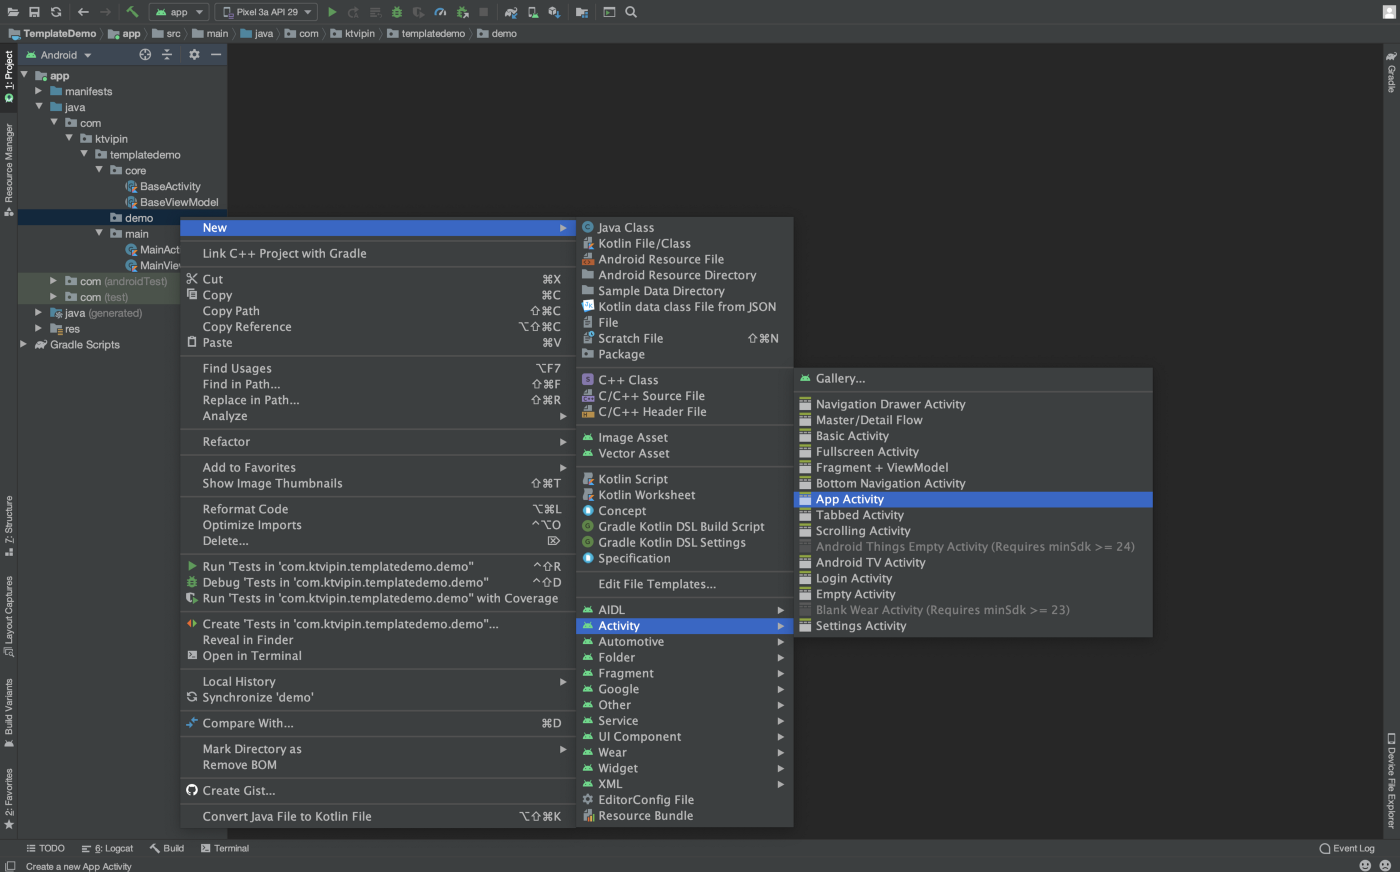 app
Pixel 3a API 29
TemplateDemo
app
src
main
java
com
ktvipin
templatedemo
demo
1: Project
Resource Manager
7: Structure
Layout Captures
Build Variants
2: Favorites
Android
app
manifests
java
com
ktvipin
templatedemo
core
BaseActivity
BaseViewModel
demo
main
MainAct
MainVie
com (androidTest)
com (test)
java (generated)
res
Gradle Scripts
New
Link C++ Project with Gradle
Cut ⌘X
Copy ⌘C
Copy Path ⇧⌘C
Copy Reference ⌥⇧⌘C
Paste ⌘V
Find Usages ⌥F7
Find in Path... ⇧⌘F
Replace in Path... ⇧⌘R
Analyze
Refactor
Add to Favorites
Show Image Thumbnails ⇧⌘T
Reformat Code ⌥⌘L
Optimize Imports ^⌥O
Delete... ⌦
Run 'Tests in 'com.ktvipin.templatedemo.demo'' ^⇧R
Debug 'Tests in 'com.ktvipin.templatedemo.demo'' ^⇧D
Run 'Tests in 'com.ktvipin.templatedemo.demo'' with Coverage
Create 'Tests in 'com.ktvipin.templatedemo.demo''...
Reveal in Finder
Open in Terminal
Local History
Synchronize 'demo'
Compare With... ⌘D
Mark Directory as
Remove BOM
Create Gist...
Convert Java File to Kotlin File ⌥⇧⌘K
Java Class
Kotlin File/Class
Android Resource File
Android Resource Directory
Sample Data Directory
Kotlin data class File from JSON
File
Scratch File ⇧⌘N
Package
C++ Class
C/C++ Source File
C/C++ Header File
Image Asset
Vector Asset
Kotlin Script
Kotlin Worksheet
Concept
Gradle Kotlin DSL Build Script
Gradle Kotlin DSL Settings
Specification
Edit File Templates...
AIDL
Activity
Automotive
Folder
Fragment
Google
Other
Service
UI Component
Wear
Widget
XML
EditorConfig File
Resource Bundle
Gallery...
Navigation Drawer Activity
Master/Detail Flow
Basic Activity
Fullscreen Activity
Fragment + ViewModel
Bottom Navigation Activity
App Activity
Tabbed Activity
Scrolling Activity
Android Things Empty Activity (Requires minSdk >= 24)
Android TV Activity
Login Activity
Empty Activity
Blank Wear Activity (Requires minSdk >= 23)
Settings Activity
Gradle
Device File Explorer
TODO
6: Logcat
Build
Terminal
Event Log
Create a new App Activity